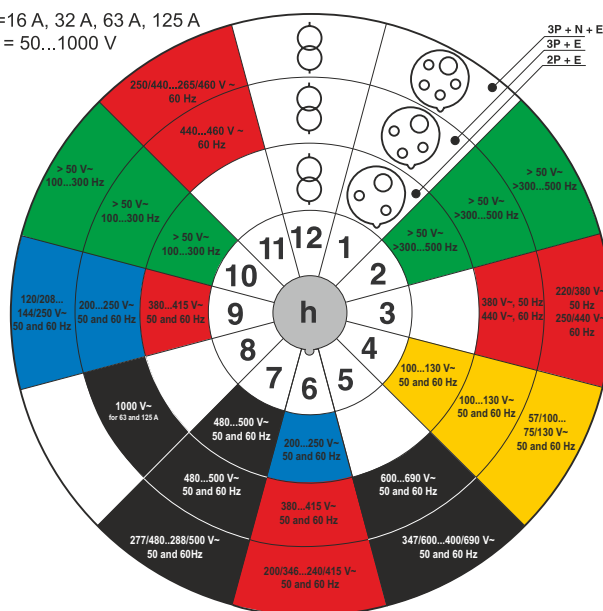 =16 A, 32 A, 63 A, 125 A
= 50...1000 V
3P + N + E
3P + E
2P + E
250/440...265/460 V ~
60 Hz
440...460 V ~
60 Hz
> 50 V~
100...300 Hz
> 50 V~
100...300 Hz
> 50 V~
100...300 Hz
> 50 V~
>300...500 Hz
> 50 V~
>300...500 Hz
> 50 V~
>300...500 Hz
12
1
2
3
4
5
6
7
8
9
10
11
h
120/208...
144/250 V~
50 and 60 Hz
200...250 V~
50 and 60 Hz
380...415 V~
50 and 60 Hz
380 V~, 50 Hz
440 V~, 60 Hz
220/380 V~
50 Hz
250/440 V~
60 Hz
100...130 V~
50 and 60 Hz
100...130 V~
50 and 60 Hz
57/100...
75/130 V~
50 and 60 Hz
1000 V~
for 63 and 125 A
480...500 V~
50 and 60 Hz
480...500 V~
50 and 60 Hz
277/480..288/500 V~
50 and 60Hz
200...250 V~
50 and 60 Hz
380...415 V~
50 and 60 Hz
200/346...240/415 V~
50 and 60 Hz
600...690 V~
50 and 60 Hz
347/600...400/690 V~
50 and 60 Hz